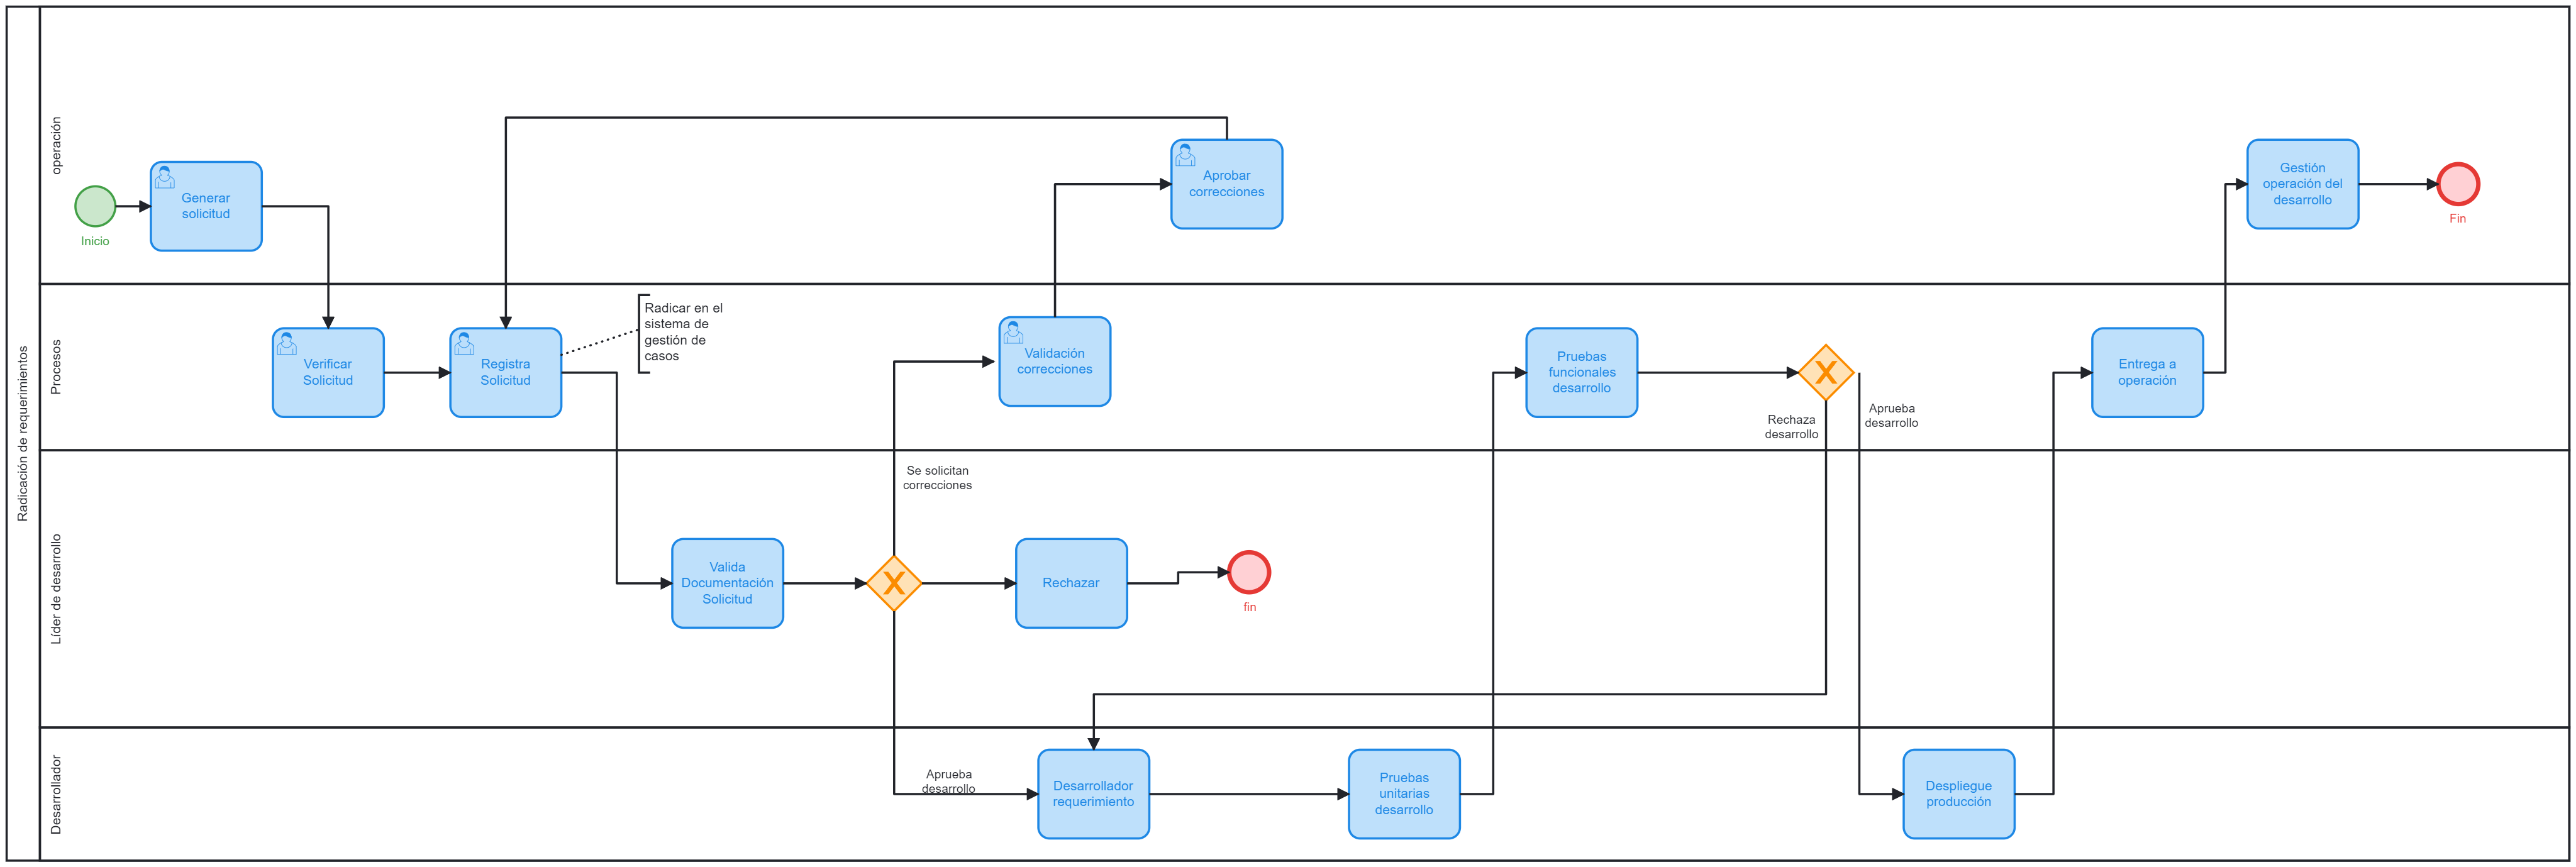 Radicación de requerimientos
operación
Inicio
Generar
solicitud
Aprobar
correcciones
Gestión
operación del
desarrollo
Fin
Procesos
Verificar
Solicitud
Registra
Solicitud
Radicar en el
sistema de
gestión de
casos
Validación
correcciones
Pruebas
funcionales
desarrollo
Rechaza
desarrollo
Aprueba
desarrollo
Entrega a
operación
Líder de desarrollo
Se solicitan
correcciones
Valida
Documentación
Solicitud
Rechazar
fin
Desarrollador
Aprueba
desarrollo
Desarrollador
requerimiento
Pruebas
unitarias
desarrollo
Despliegue
producción